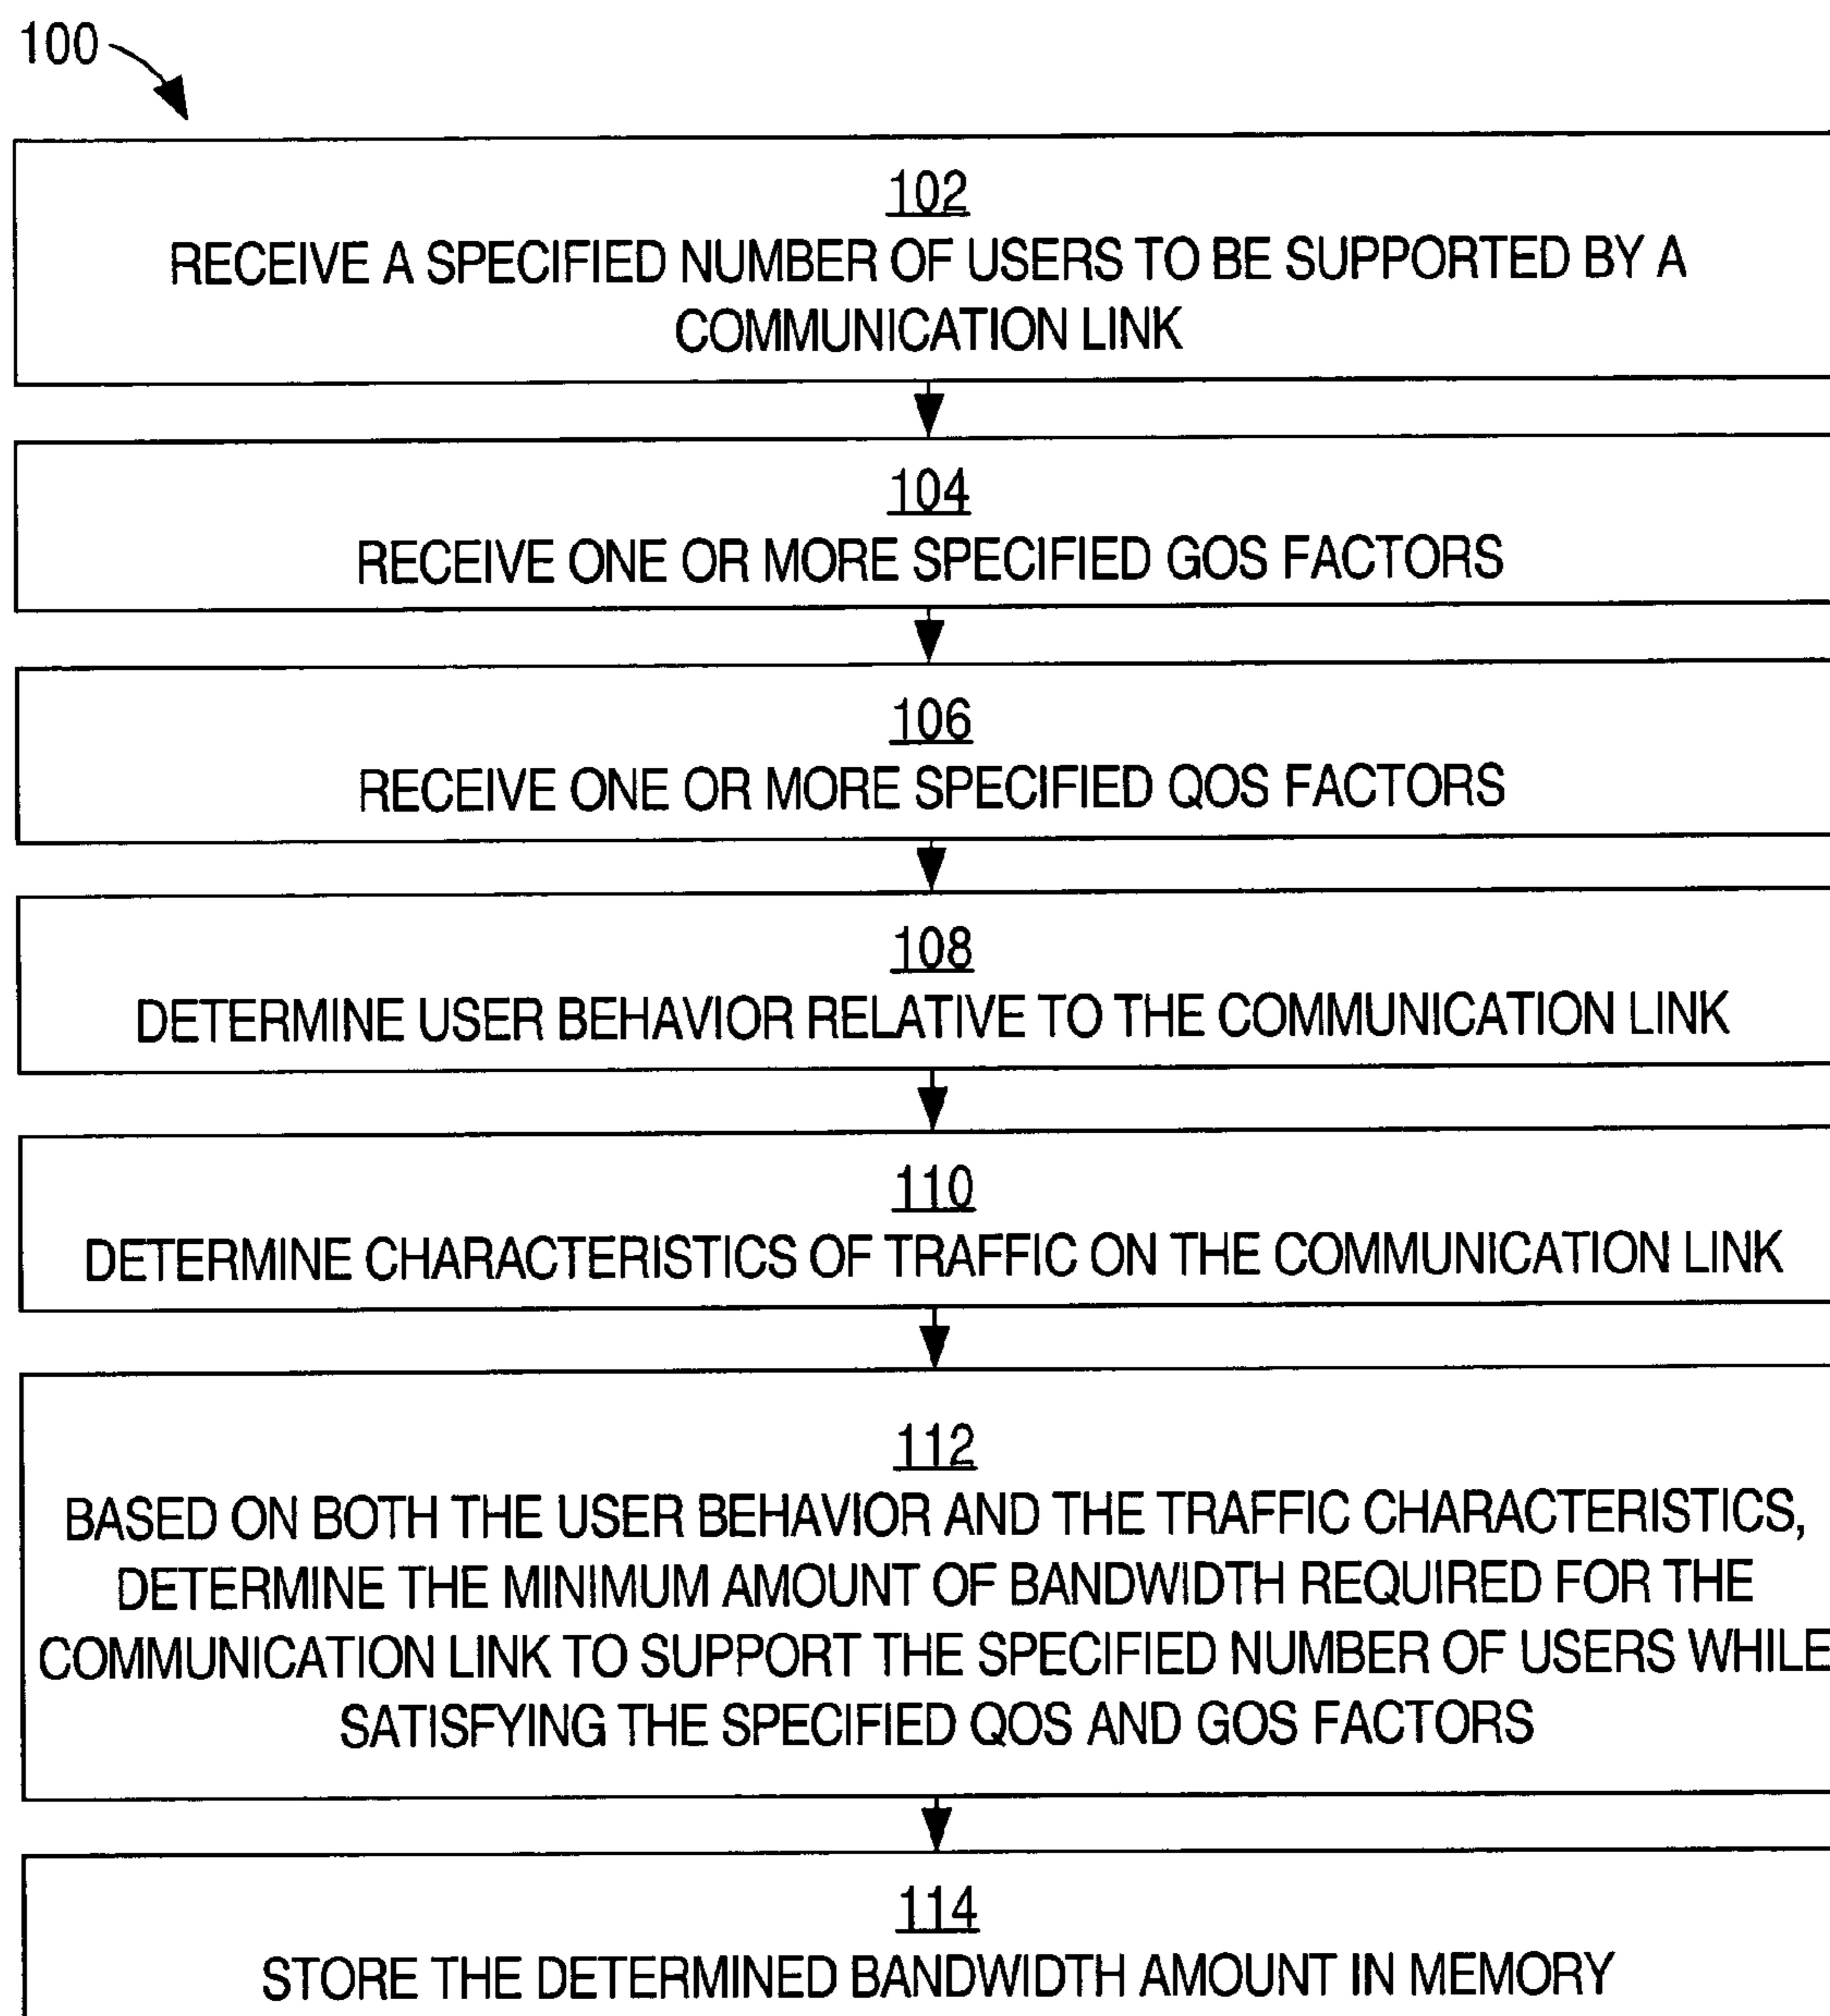 100
102
RECEIVE A SPECIFIED NUMBER OF USERS TO BE SUPPORTED BY A
COMMUNICATION LINK
104
RECEIVE ONE OR MORE SPECIFIED GOS FACTORS
106
RECEIVE ONE OR MORE SPECIFIED QOS FACTORS
108
DETERMINE USER BEHAVIOR RELATIVE TO THE COMMUNICATION LINK
110
DETERMINE CHARACTERISTICS OF TRAFFIC ON THE COMMUNICATION LINK
112
BASED ON BOTH THE USER BEHAVIOR AND THE TRAFFIC CHARACTERISTICS,
DETERMINE THE MINIMUM AMOUNT OF BANDWIDTH REQUIRED FOR THE
COMMUNICATION LINK TO SUPPORT THE SPECIFIED NUMBER OF USERS WHILE
SATISFYING THE SPECIFIED QOS AND GOS FACTORS
114
STORE THE DETERMINED BANDWIDTH AMOUNT IN MEMORY